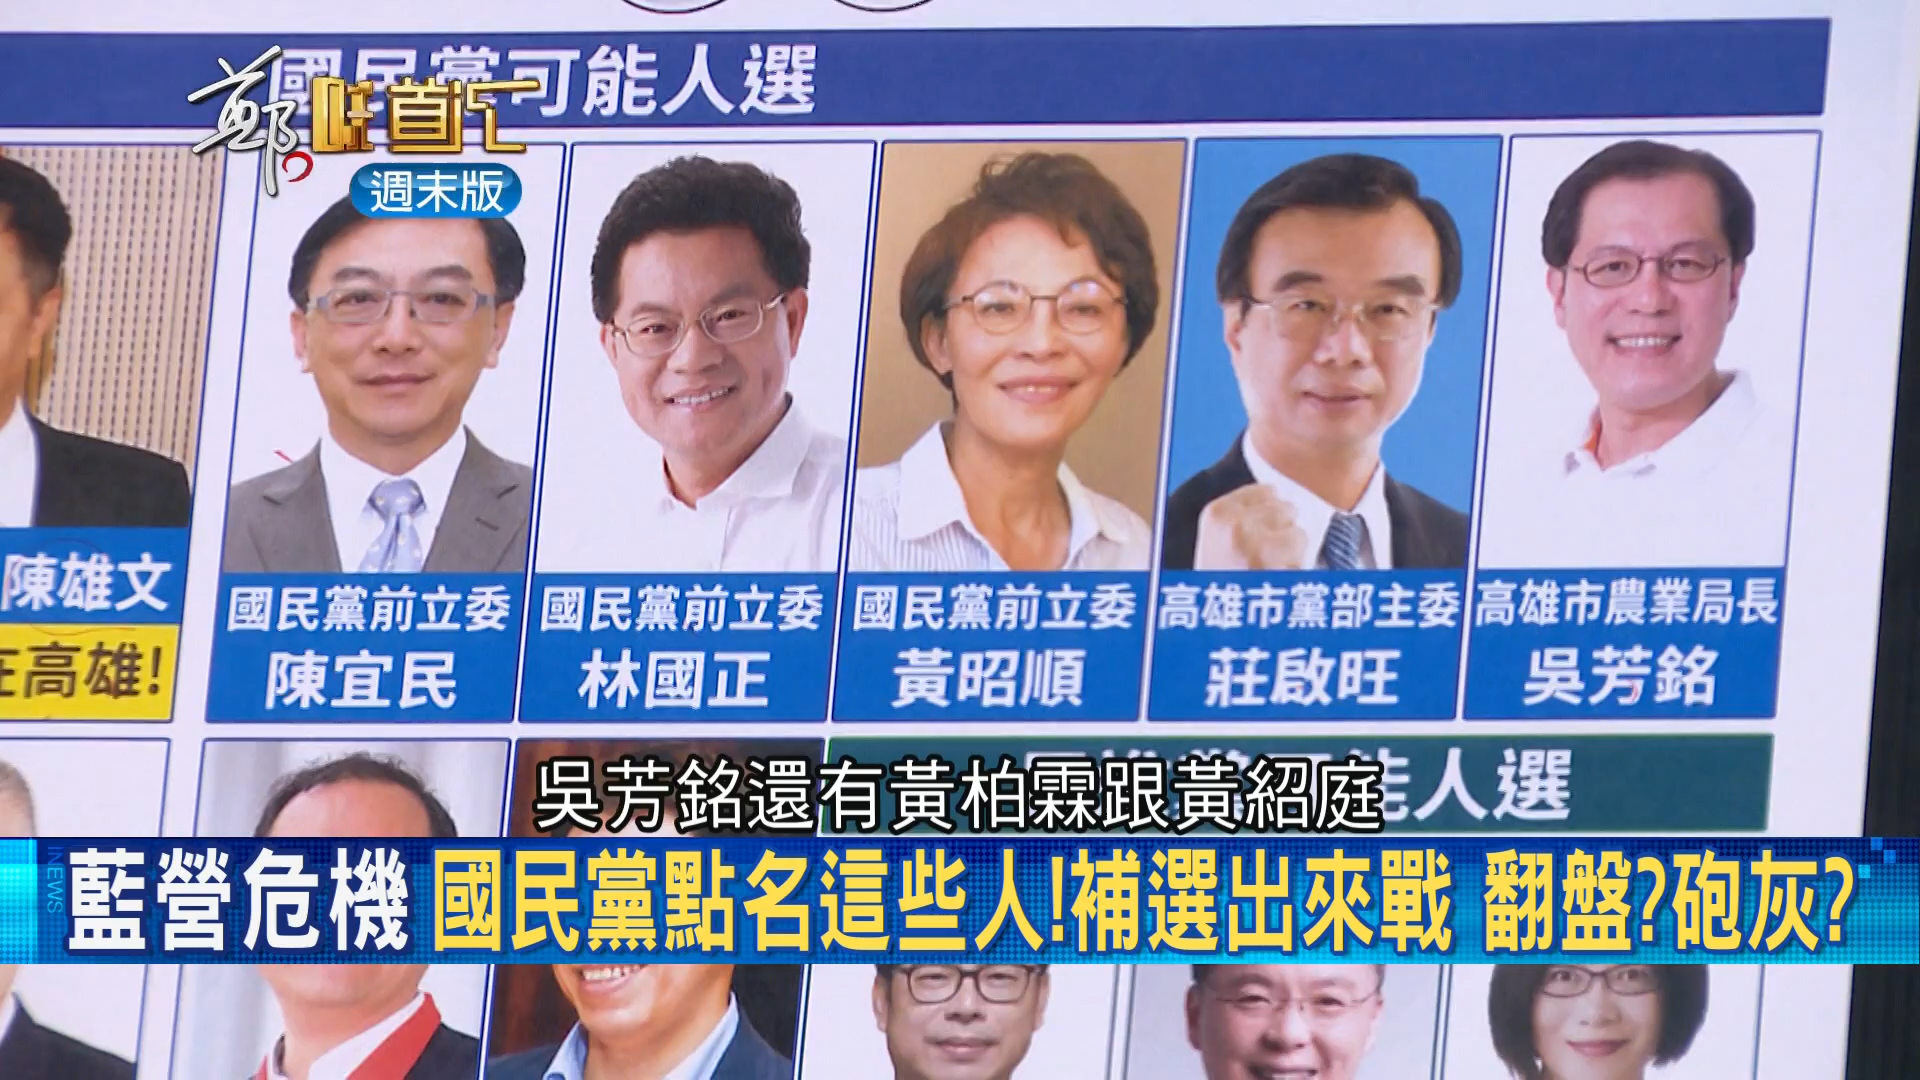 國民黨可能人選
鄭
首
週末版
陳雄文
在高雄!
國民黨前立委
陳宜民
國民黨前立委
林國正
國民黨前立委
黃昭順
高雄市黨部主委
莊啟旺
高雄市農業局長
吳芳銘
能人選
吳芳銘還有黃柏霖跟黃紹庭
INEWS
藍營危機 國民黨點名這些人!補選出來戰 翻盤?砲灰?